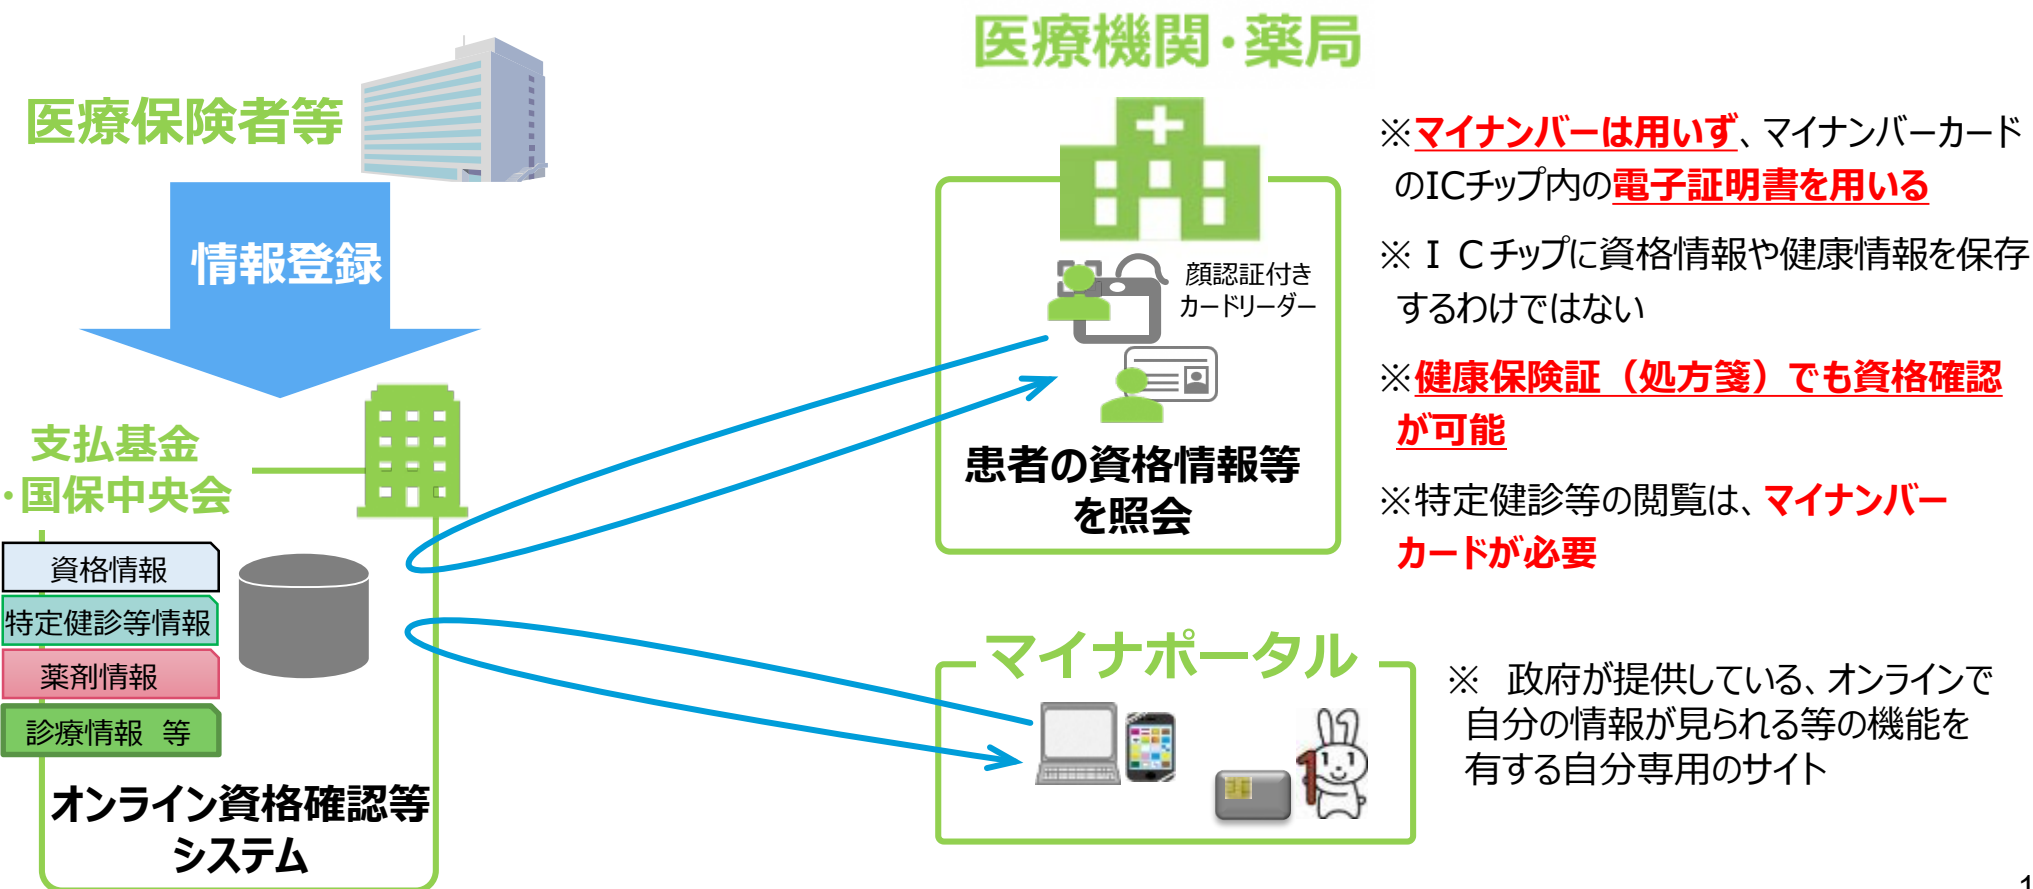 医療保険者等
情報登録
支払基金
・国保中央会
資格情報
特定健診等情報
薬剤情報
診療情報 等
オンライン資格確認等
システム
医療機関・薬局
顔認証付き
カードリーダー
患者の資格情報等
を照会
※マイナンバーは用いず、マイナンバーカード
のICチップ内の電子証明書を用いる
※ＩＣチップに資格情報や健康情報を保存
するわけではない
※健康保険証（処方箋）でも資格確認
が可能
※特定健診等の閲覧は、マイナンバー
カードが必要
マイナポータル
※ 政府が提供している、オンラインで
自分の情報が見られる等の機能を
有する自分専用のサイト
1